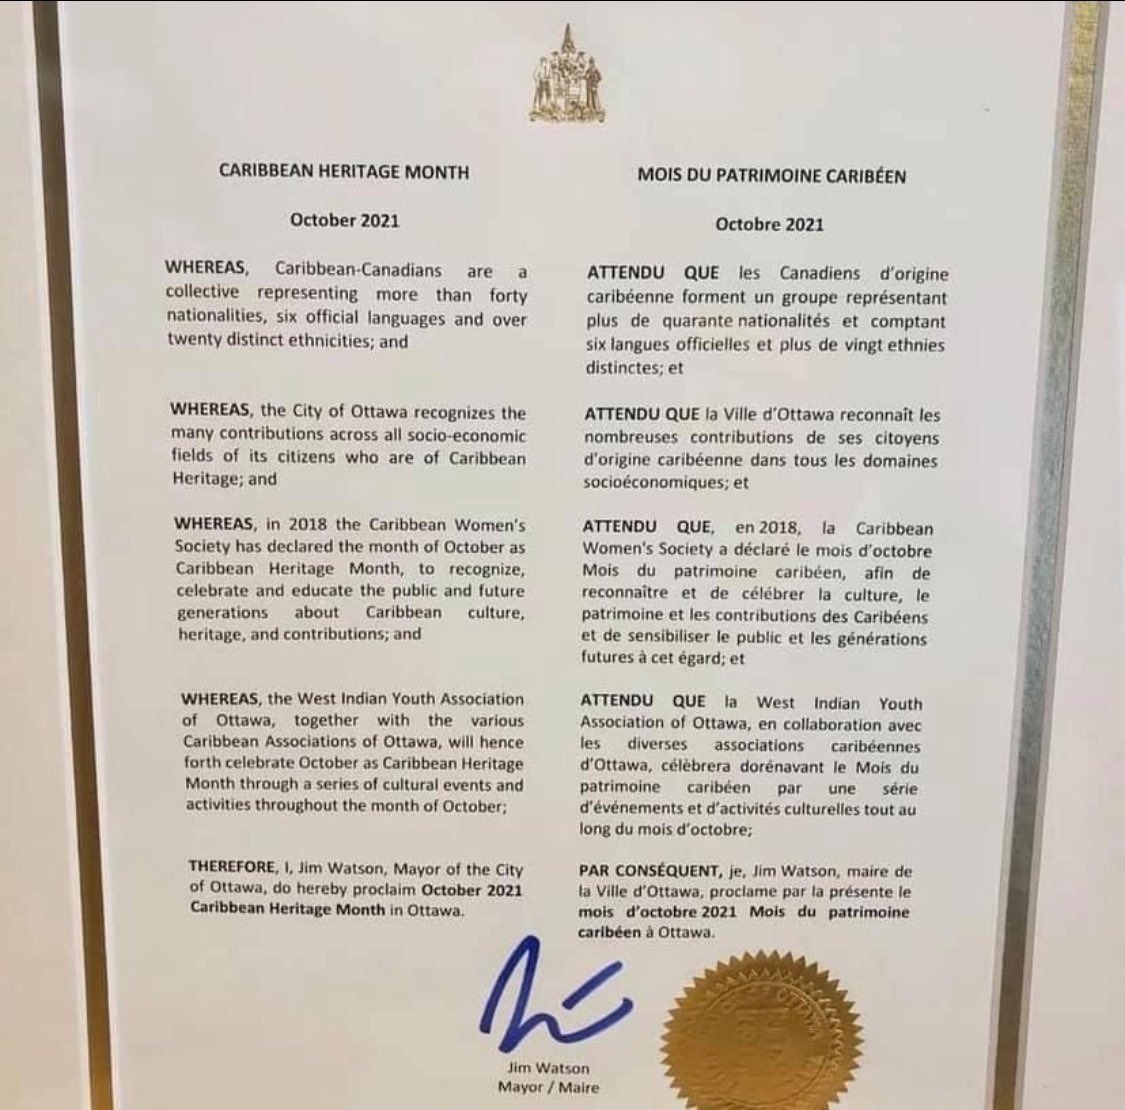 CARIBBEAN HERITAGE MONTH
October 2021
WHEREAS, Caribbean-Canadians are a
collective representing more than forty
nationalities, six official languages and over
twenty distinct ethnicities; and
WHEREAS, the City of Ottawa recognizes the
many contributions across all socio-economic
fields of its citizens who are of Caribbean
Heritage; and
WHEREAS, in 2018 the Caribbean Women's
Society has declared the month of October as
Caribbean Heritage Month, to recognize,
celebrate and educate the public and future
generations about Caribbean culture,
heritage, and contributions; and
WHEREAS, the West Indian Youth Association
of Ottawa, together with the various
Caribbean Associations of Ottawa, will hence
forth celebrate October as Caribbean Heritage
Month through a series of cultural events and
activities throughout the month of October;
THEREFORE, I, Jim Watson, Mayor of the City
of Ottawa, do hereby proclaim October 2021
Caribbean Heritage Month in Ottawa.
MOIS DU PATRIMOINE CARIBÉEN
Octobre 2021
ATTENDU QUE les Canadiens d'origine
caribéenne forment un groupe représentant
plus de quarante nationalités et comptant
six langues officielles et plus de vingt ethnies
distinctes; et
ATTENDU QUE la Ville d'Ottawa reconnaît les
nombreuses contributions de ses citoyens
d'origine caribéenne dans tous les domaines
socioéconomiques; et
ATTENDU QUE, en 2018, la Caribbean
Women's Society a déclaré le mois d'octobre
Mois du patrimoine caribéen, afin de
reconnaître et de célébrer la culture, le
patrimoine et les contributions des Caribéens
et de sensibiliser le public et les générations
futures à cet égard; et
ATTENDU QUE la West Indian Youth
Association of Ottawa, en collaboration avec
les diverses associations caribéennes
d'Ottawa, célèbrera dorénavant le Mois du
patrimoine caribéen par une série
d'événements et d'activités culturelles tout au
long du mois d'octobre;
PAR CONSÉQUENT, je, Jim Watson, maire de
la Ville d'Ottawa, proclame par la présente le
mois d'octobre 2021 Mois du patrimoine
caribéen à Ottawa.
Jim Watson
Mayor / Maire
OTTAWA